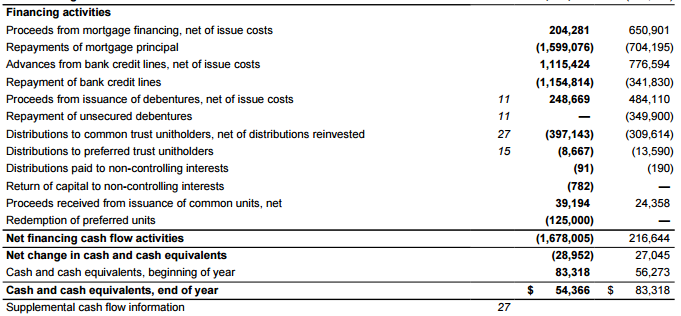 Financing activities
Proceeds from mortgage financing, net of issue costs 204,281 650,901
Repayments of mortgage principal (1,599,076) (704,195)
Advances from bank credit lines, net of issue costs 1,115,424 776,594
Repayment of bank credit lines (1,154,814) (341,830)
Proceeds from issuance of debentures, net of issue costs 11 248,669 484,110
Repayment of unsecured debentures 11 — (349,900)
Distributions to common trust unitholders, net of distributions reinvested 27 (397,143) (309,614)
Distributions to preferred trust unitholders 15 (8,667) (13,590)
Distributions paid to non-controlling interests (91) (190)
Return of capital to non-controlling interests (782) —
Proceeds received from issuance of common units, net 39,194 24,358
Redemption of preferred units (125,000) —
Net financing cash flow activities (1,678,005) 216,644
Net change in cash and cash equivalents (28,952) 27,045
Cash and cash equivalents, beginning of year 83,318 56,273
Cash and cash equivalents, end of year $ 54,366 $ 83,318
Supplemental cash flow information 27